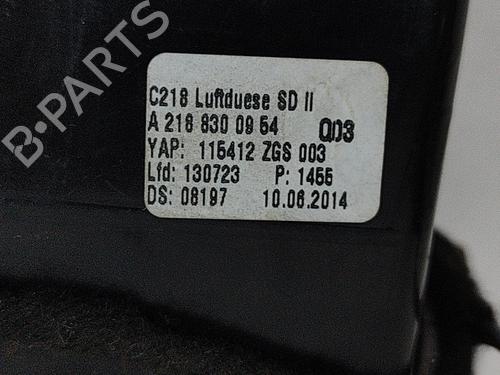 B-PARTS
C218 Luftduese SD II
A 218 830 09 54 Q03
YAP: 115412 ZGS 003
Lfd: 130723 P: 1455
DS: 08197 10.06.2014